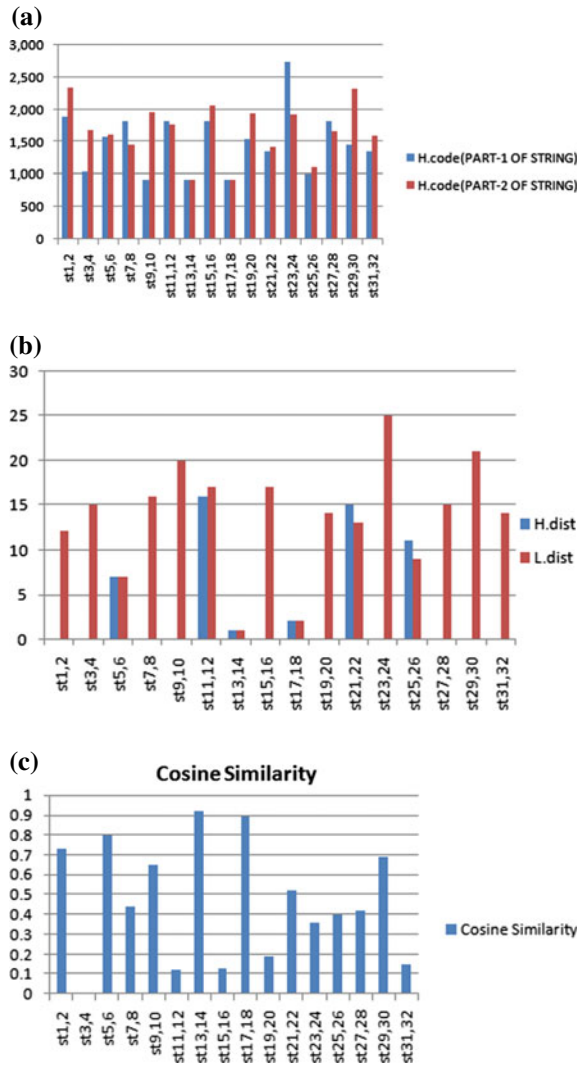 (a)
3,000
2,500
2,000
1,500
1,000
500
0
st1,2
st3,4
st5,6
st7,8
st9,10
st11,12
st13,14
st15,16
st17,18
st19,20
st21,22
st23,24
st25,26
st27,28
st29,30
st31,32
H.code(PART-1 OF STRING)
H.code(PART-2 OF STRING)
(b)
30
25
20
15
10
5
0
st1,2
st3,4
st5,6
st7,8
st9,10
st11,12
st13,14
st15,16
st17,18
st19,20
st21,22
st23,24
st25,26
st27,28
st29,30
st31,32
H.dist
L.dist
(c)
Cosine Similarity
1
0.9
0.8
0.7
0.6
0.5
0.4
0.3
0.2
0.1
0
st1,2
st3,4
st5,6
st7,8
st9,10
st11,12
st13,14
st15,16
st17,18
st19,20
st21,22
st23,24
st25,26
st27,28
st29,30
st31,32
Cosine Similarity